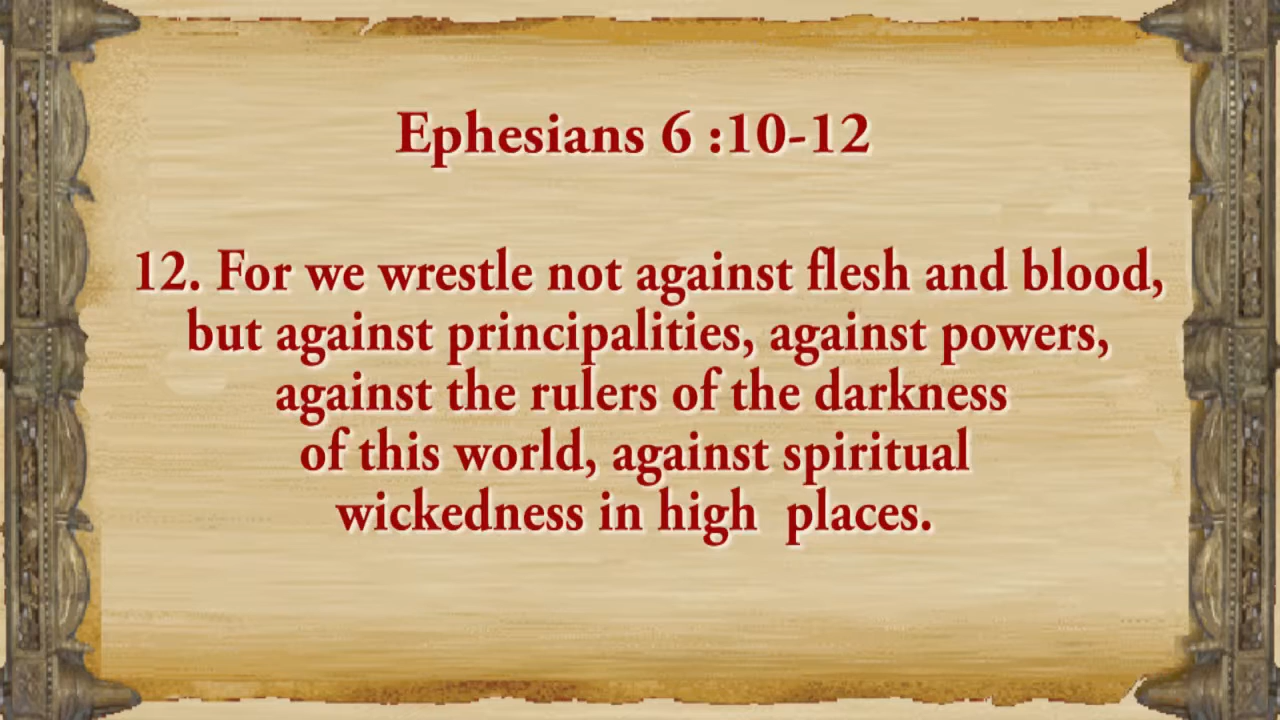 Ephesians 6 :10-12
12. For we wrestle not against flesh and blood,
but against principalities, against powers,
against the rulers of the darkness
of this world, against spiritual
wickedness in high  places.